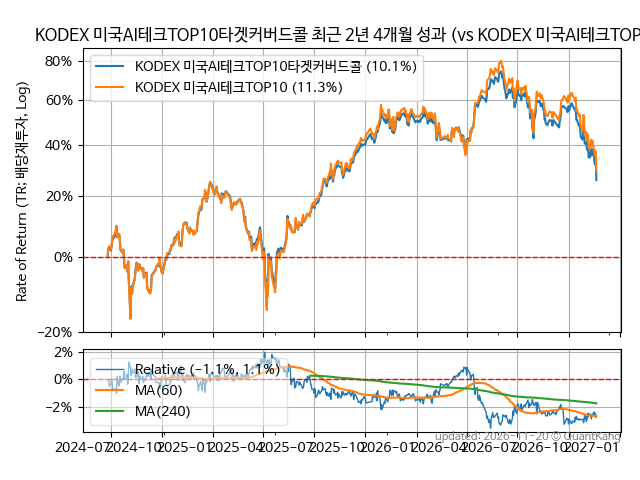 KODEX 미국AI테크TOP10타겟커버드콜 최근 2년 4개월 성과 (vs KODEX 미국AI테크TOP
Rate of Return (TR: 배당재투자, Log)
80%
60%
40%
20%
0%
−20%
KODEX 미국AI테크TOP10타겟커버드콜 (10.1%)
KODEX 미국AI테크TOP10 (11.3%)
2%
0%
−2%
Relative (−1.1%, 1.1%)
MA(60)
MA(240)
2024-07
2024-10
2025-01
2025-04
2025-07
2025-10
2026-01
2026-04
2026-07
2026-10
2027-01
updated: 2026-11-20 © QuantKang